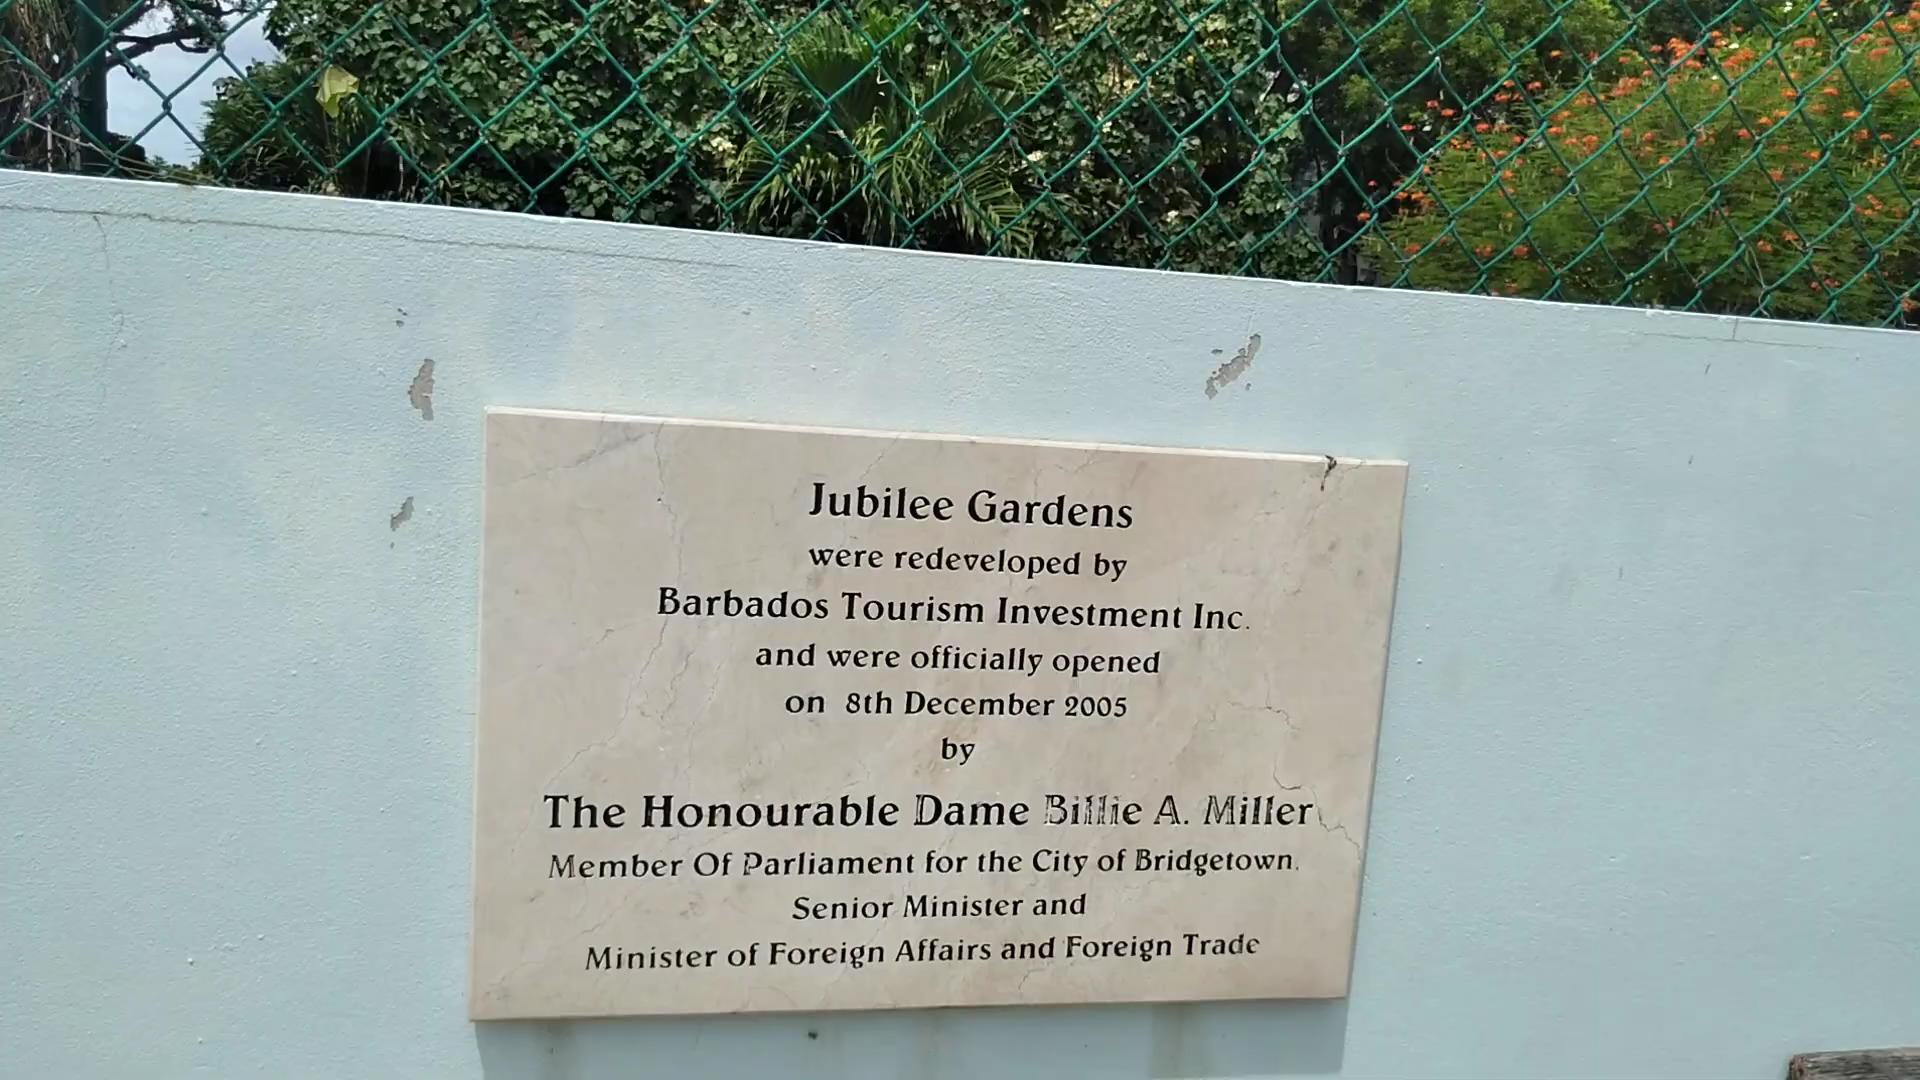 Jubilee Gardens
were redeveloped by
Barbados Tourism Investment Inc.
and were officially opened
on 8th December 2005
by
The Honourable Dame Billie A. Miller
Member Of Parliament for the City of Bridgetown,
Senior Minister and
Minister of Foreign Affairs and Foreign Trade